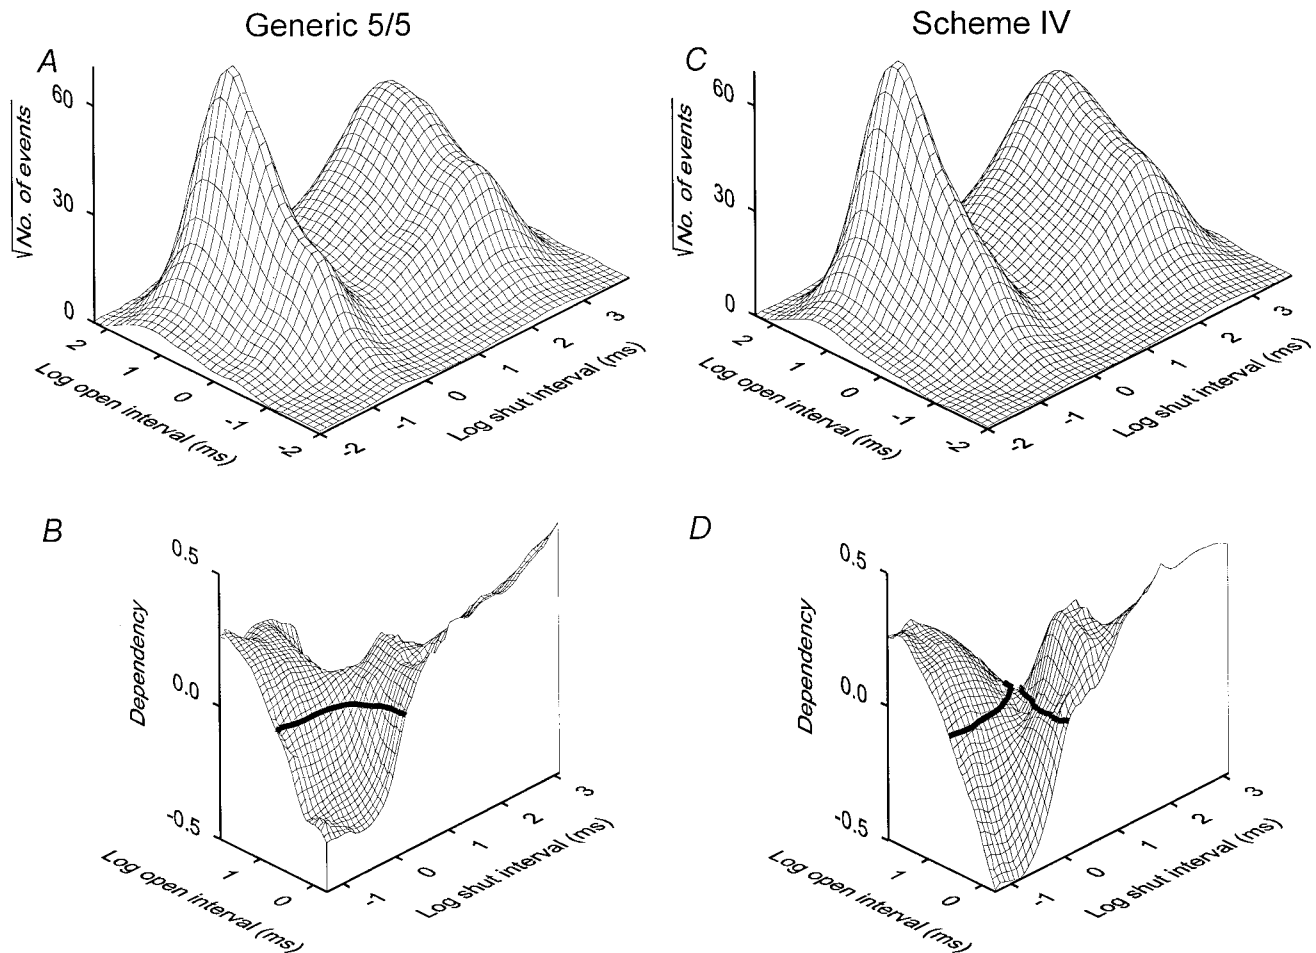 Generic 5/5
Scheme IV
A
√No. of events
60
30
0
2
1
0
-1
-2
Log open interval (ms)
-2
-1
0
1
2
3
Log shut interval (ms)
C
√No. of events
60
30
0
2
1
0
-1
-2
Log open interval (ms)
-2
-1
0
1
2
3
Log shut interval (ms)
B
Dependency
0.5
0.0
-0.5
1
0
Log open interval (ms)
-1
0
1
2
3
Log shut interval (ms)
D
Dependency
0.5
0.0
-0.5
1
0
Log open interval (ms)
-1
0
1
2
3
Log shut interval (ms)